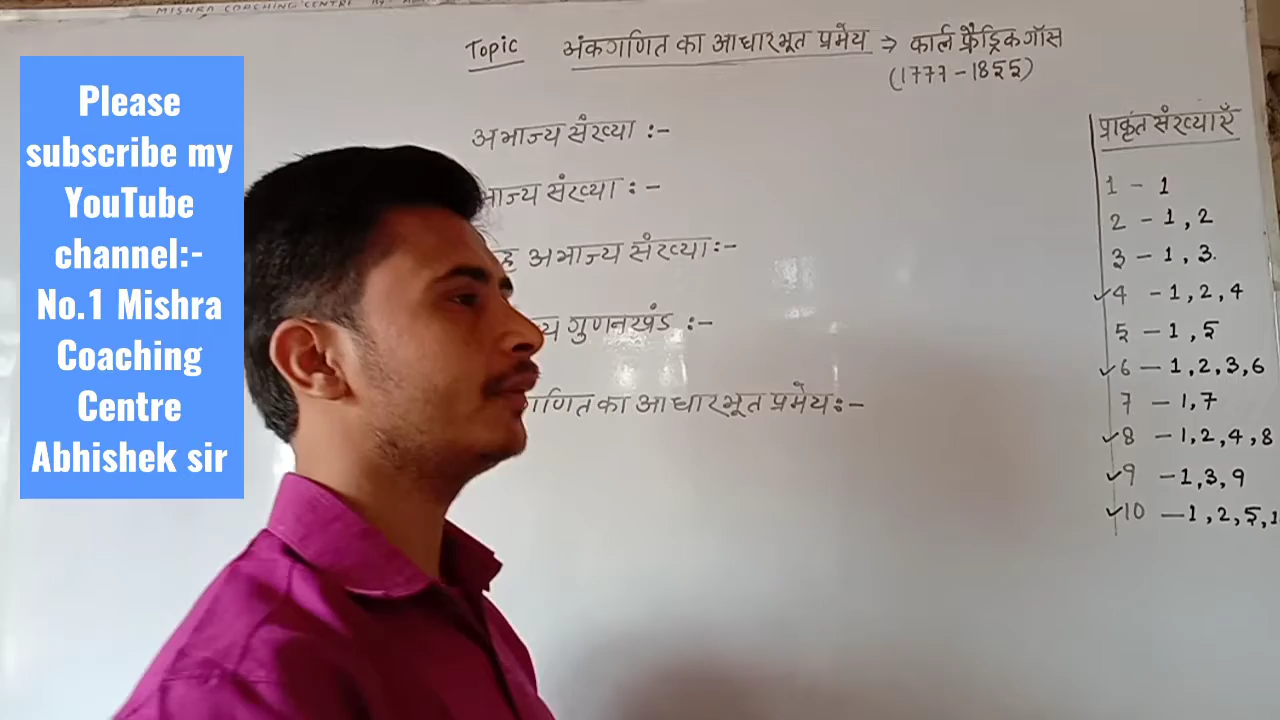 MISHRA COACHING CENTRE By:
Please
subscribe my
YouTube
channel:-
No.1 Mishra
Coaching
Centre
Abhishek sir
Topic अंकगणित का आधारभूत प्रमेय → कार्ल फ्रैड्रिक गॉस
(1777-1855)
अभाज्य संख्या :-
भाज्य संख्या :-
अभाज्य संख्या:-
गुणनखंड :-
का आधारभूत प्रमेय:-
प्राकृत संख्याएँ
1 - 1
2 - 1, 2
3 - 1, 3.
✓4 - 1, 2, 4
5 - 1, 5
✓6 - 1, 2, 3, 6
7 - 1, 7
✓8 - 1, 2, 4, 8
✓9 - 1, 3, 9
✓10 - 1, 2, 5, 1